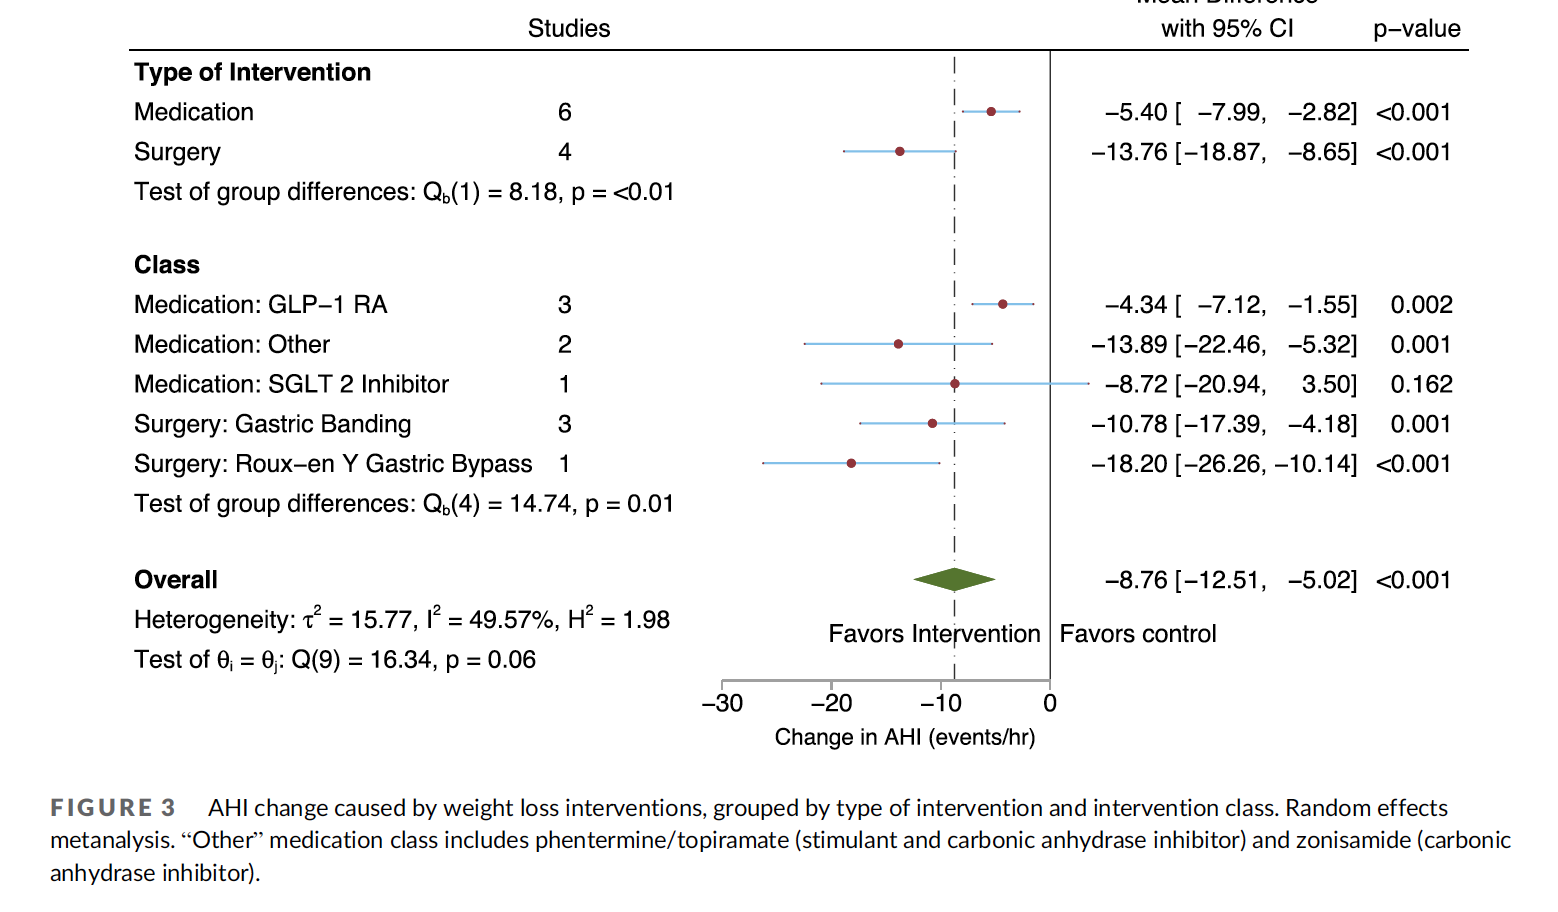 Mean Difference
Studies with 95% CI p−value
Type of Intervention
Medication 6 −5.40 [ −7.99, −2.82] <0.001
Surgery 4 −13.76 [−18.87, −8.65] <0.001
Test of group differences: Qb(1) = 8.18, p = <0.01
Class
Medication: GLP−1 RA 3 −4.34 [ −7.12, −1.55] 0.002
Medication: Other 2 −13.89 [−22.46, −5.32] 0.001
Medication: SGLT 2 Inhibitor 1 −8.72 [−20.94, 3.50] 0.162
Surgery: Gastric Banding 3 −10.78 [−17.39, −4.18] 0.001
Surgery: Roux−en Y Gastric Bypass 1 −18.20 [−26.26, −10.14] <0.001
Test of group differences: Qb(4) = 14.74, p = 0.01
Overall −8.76 [−12.51, −5.02] <0.001
Heterogeneity: τ² = 15.77, I² = 49.57%, H² = 1.98
Favors Intervention Favors control
Test of θi = θj: Q(9) = 16.34, p = 0.06
−30 −20 −10 0
Change in AHI (events/hr)
FIGURE 3 AHI change caused by weight loss interventions, grouped by type of intervention and intervention class. Random effects
metanalysis. “Other” medication class includes phentermine/topiramate (stimulant and carbonic anhydrase inhibitor) and zonisamide (carbonic
anhydrase inhibitor).